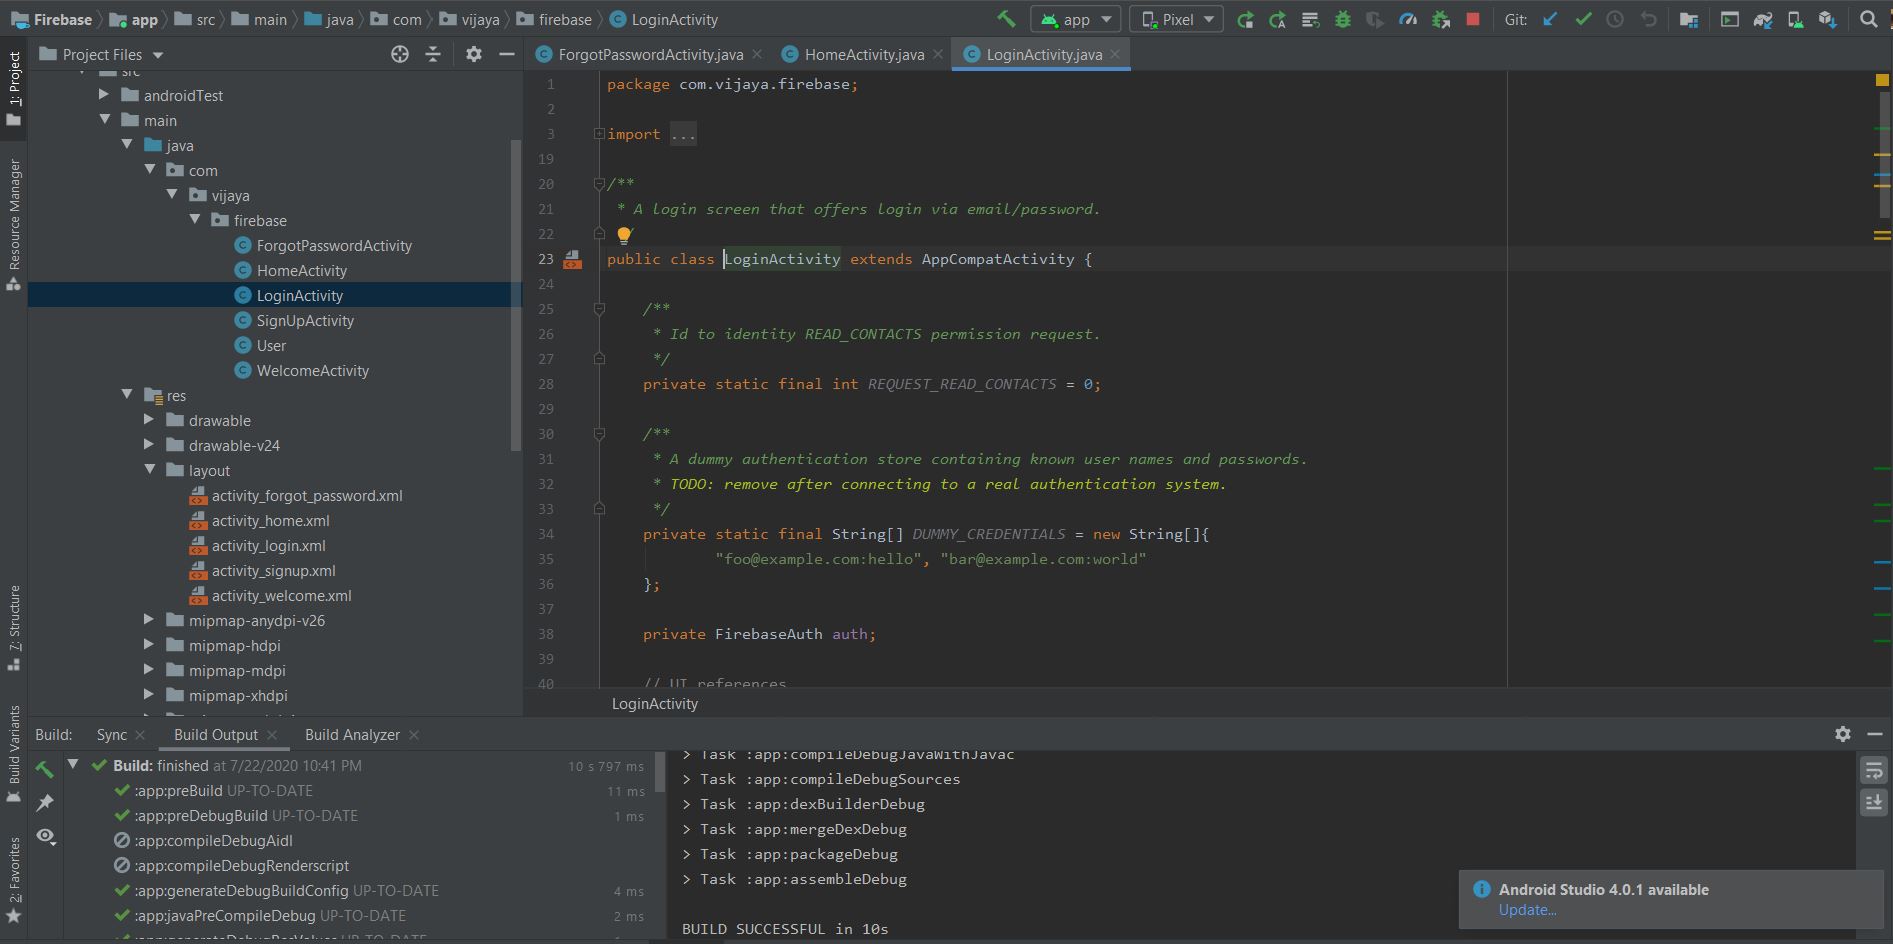 Firebase app src main java com vijaya firebase LoginActivity app Pixel Git:
1: Project
Resource Manager
7: Structure
Build Variants
2: Favorites
Project Files
src
androidTest
main
java
com
vijaya
firebase
ForgotPasswordActivity
HomeActivity
LoginActivity
SignUpActivity
User
WelcomeActivity
res
drawable
drawable-v24
layout
activity_forgot_password.xml
activity_home.xml
activity_login.xml
activity_signup.xml
activity_welcome.xml
mipmap-anydpi-v26
mipmap-hdpi
mipmap-mdpi
mipmap-xhdpi
ForgotPasswordActivity.java HomeActivity.java LoginActivity.java
1 package com.vijaya.firebase;
2
3 import ...
19
20 /**
21 * A login screen that offers login via email/password.
22 /
23 public class LoginActivity extends AppCompatActivity {
24
25 /**
26 * Id to identity READ_CONTACTS permission request.
27 */
28 private static final int REQUEST_READ_CONTACTS = 0;
29
30 /**
31 * A dummy authentication store containing known user names and passwords.
32 * TODO: remove after connecting to a real authentication system.
33 */
34 private static final String[] DUMMY_CREDENTIALS = new String[]{
35 "foo@example.com:hello", "bar@example.com:world"
36 };
37
38 private FirebaseAuth auth;
39
40 // UI references
LoginActivity
Build: Sync Build Output Build Analyzer
Build: finished at 7/22/2020 10:41 PM 10 s 797 ms
:app:preBuild UP-TO-DATE 11 ms
:app:preDebugBuild UP-TO-DATE 1 ms
:app:compileDebugAidl
:app:compileDebugRenderscript
:app:generateDebugBuildConfig UP-TO-DATE 4 ms
:app:javaPreCompileDebug UP-TO-DATE 2 ms
:app:generateDebugResValues UP-TO-DATE
> Task :app:compileDebugJavaWithJavac
> Task :app:compileDebugSources
> Task :app:dexBuilderDebug
> Task :app:mergeDexDebug
> Task :app:packageDebug
> Task :app:assembleDebug
BUILD SUCCESSFUL in 10s
Android Studio 4.0.1 available
Update...